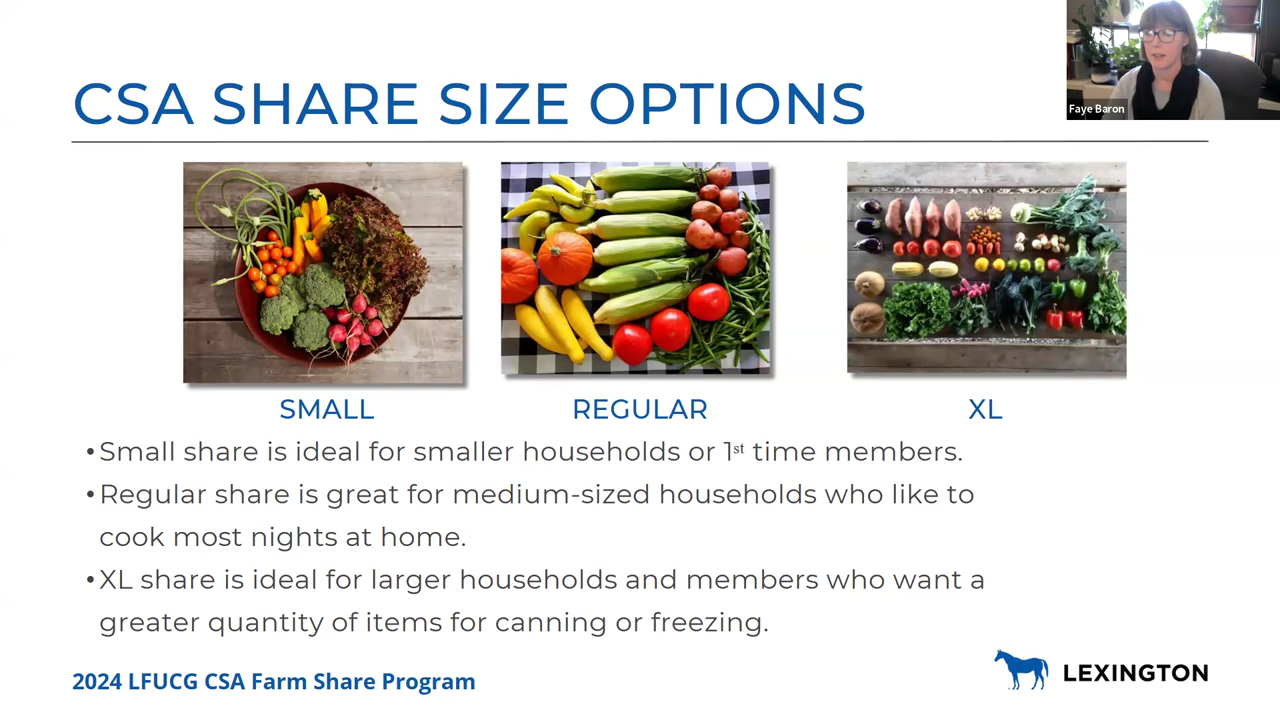 Faye Baron
CSA SHARE SIZE OPTIONS
SMALL
REGULAR
XL
•Small share is ideal for smaller households or 1st time members.
•Regular share is great for medium-sized households who like to
cook most nights at home.
•XL share is ideal for larger households and members who want a
greater quantity of items for canning or freezing.
2024 LFUCG CSA Farm Share Program
LEXINGTON